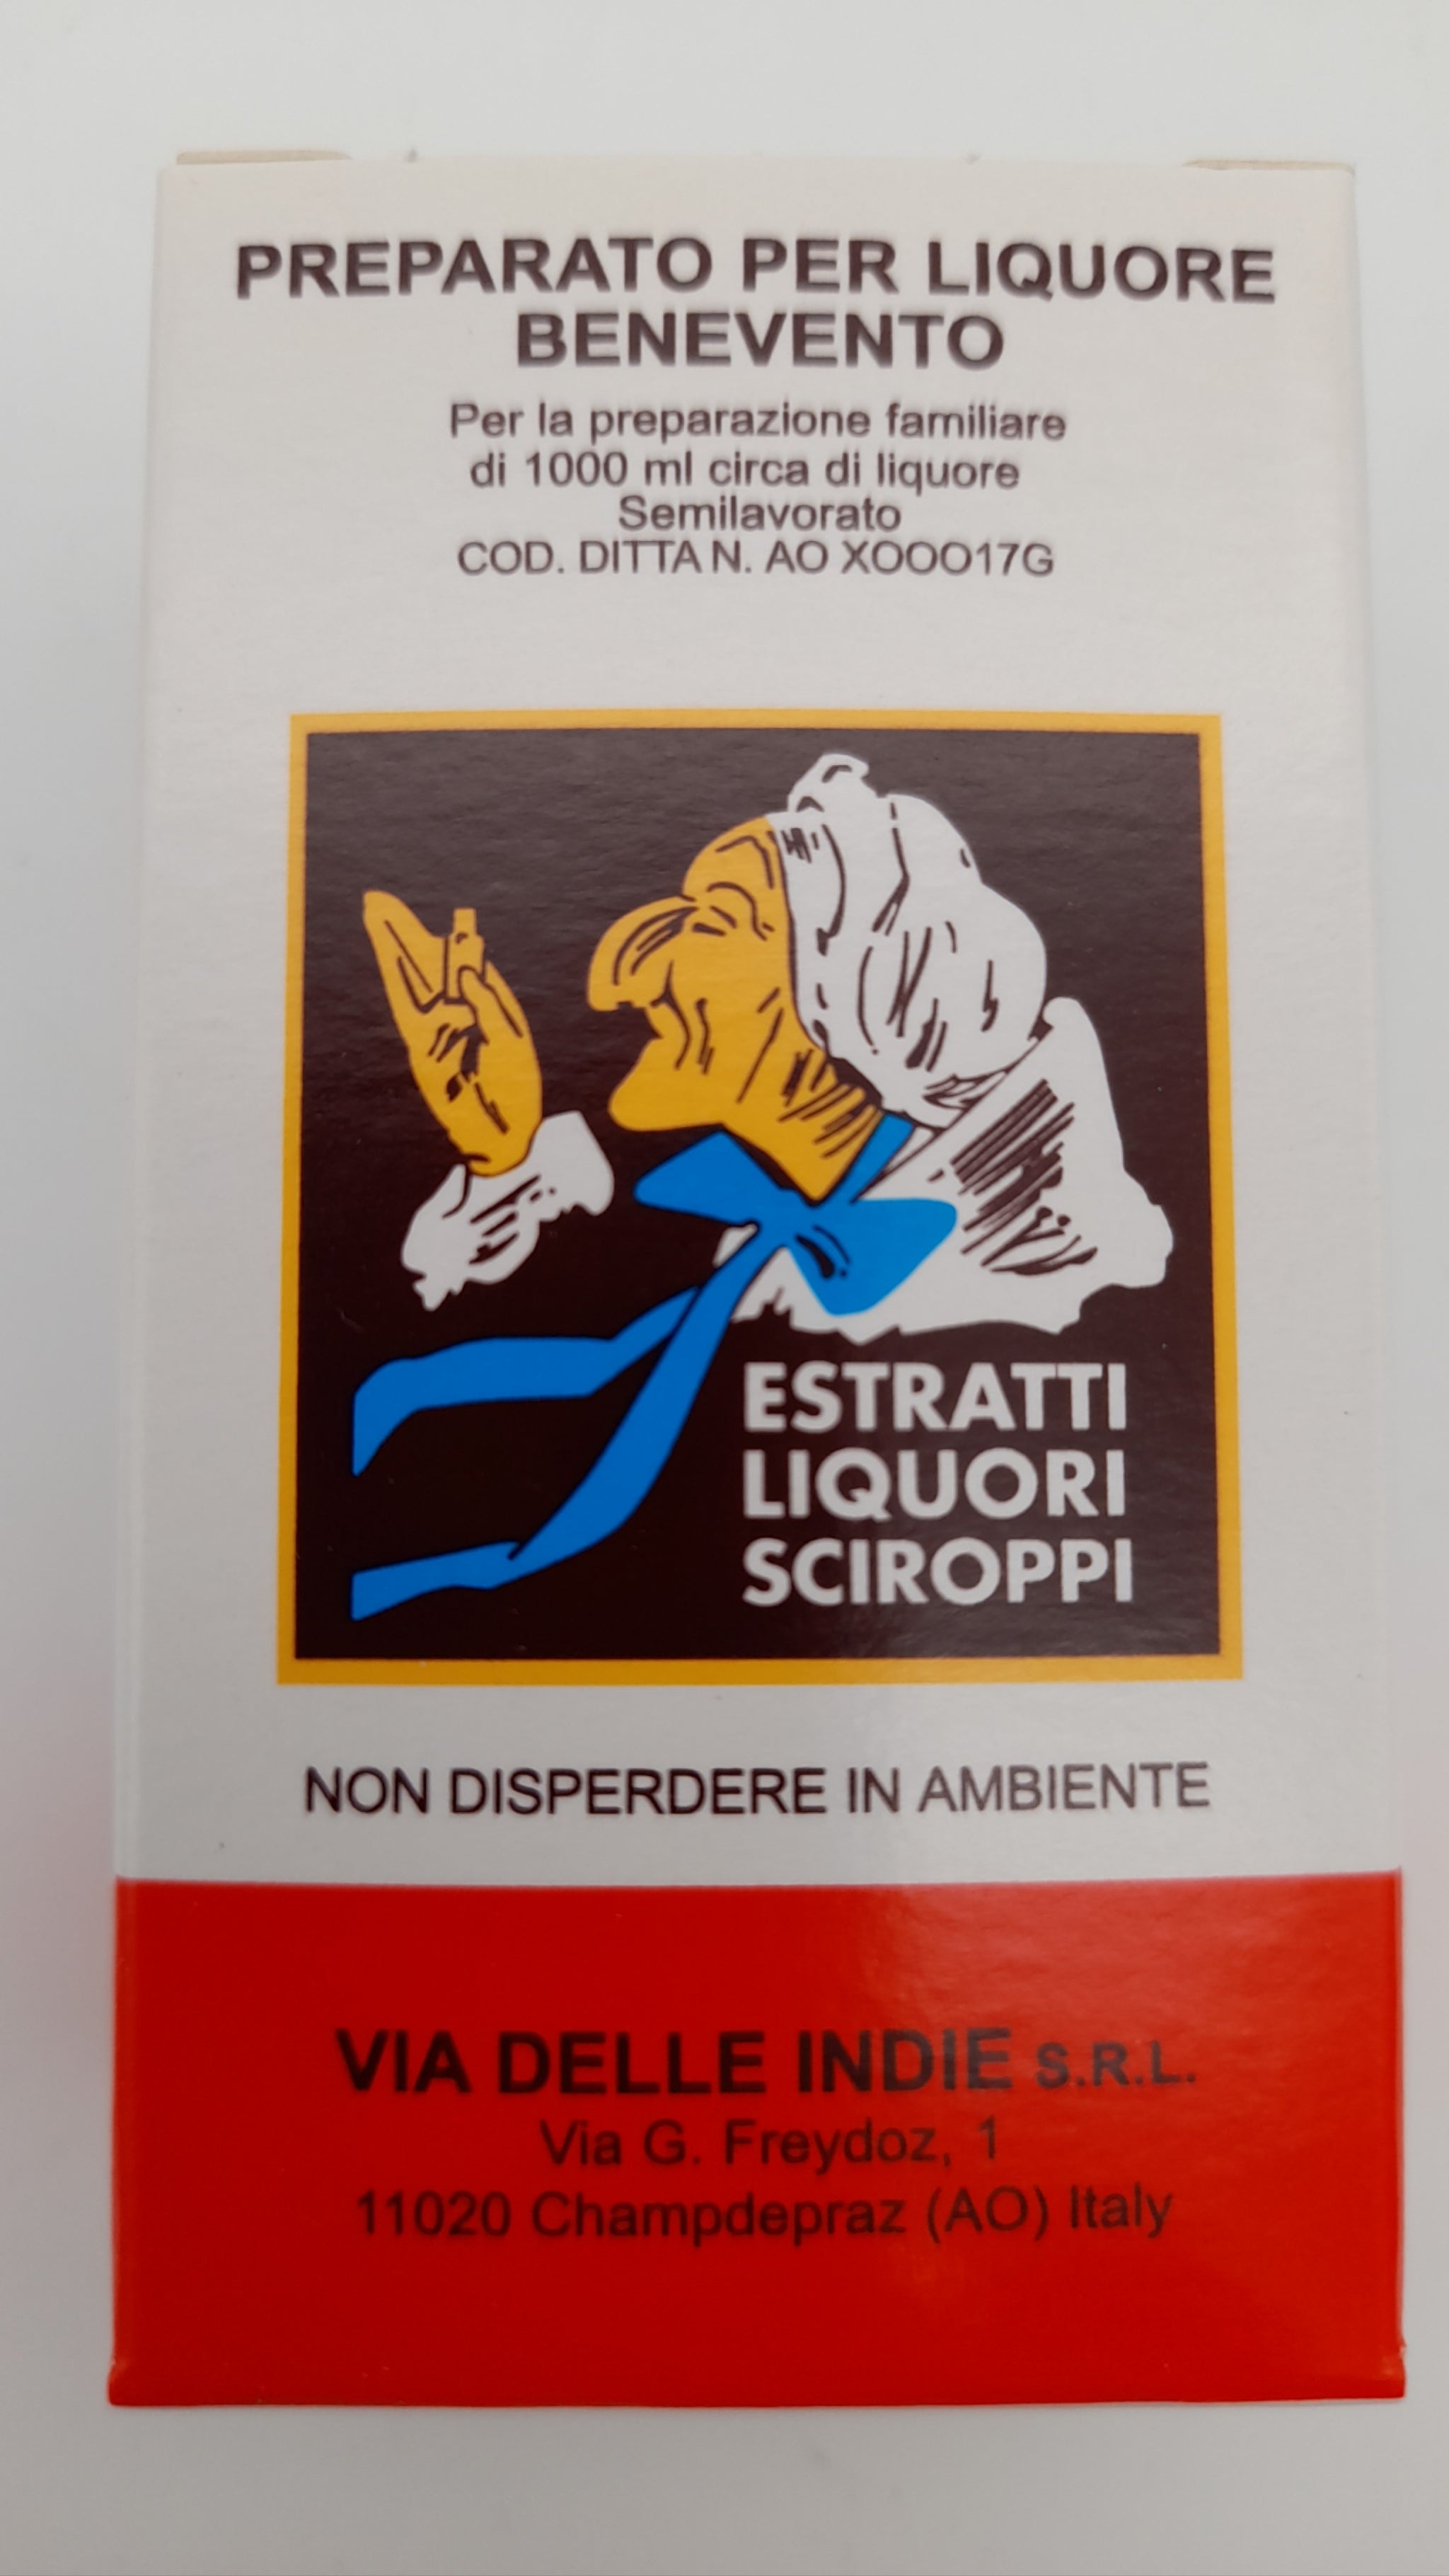 PREPARATO PER LIQUORE
BENEVENTO
Per la preparazione familiare
di 1000 ml circa di liquore
Semilavorato
COD. DITTA N. AO XOOO17G
ESTRATTI
LIQUORI
SCIROPPI
NON DISPERDERE IN AMBIENTE
VIA DELLE INDIE S.R.L.
Via G. Freydoz, 1
11020 Champdepraz (AO) Italy